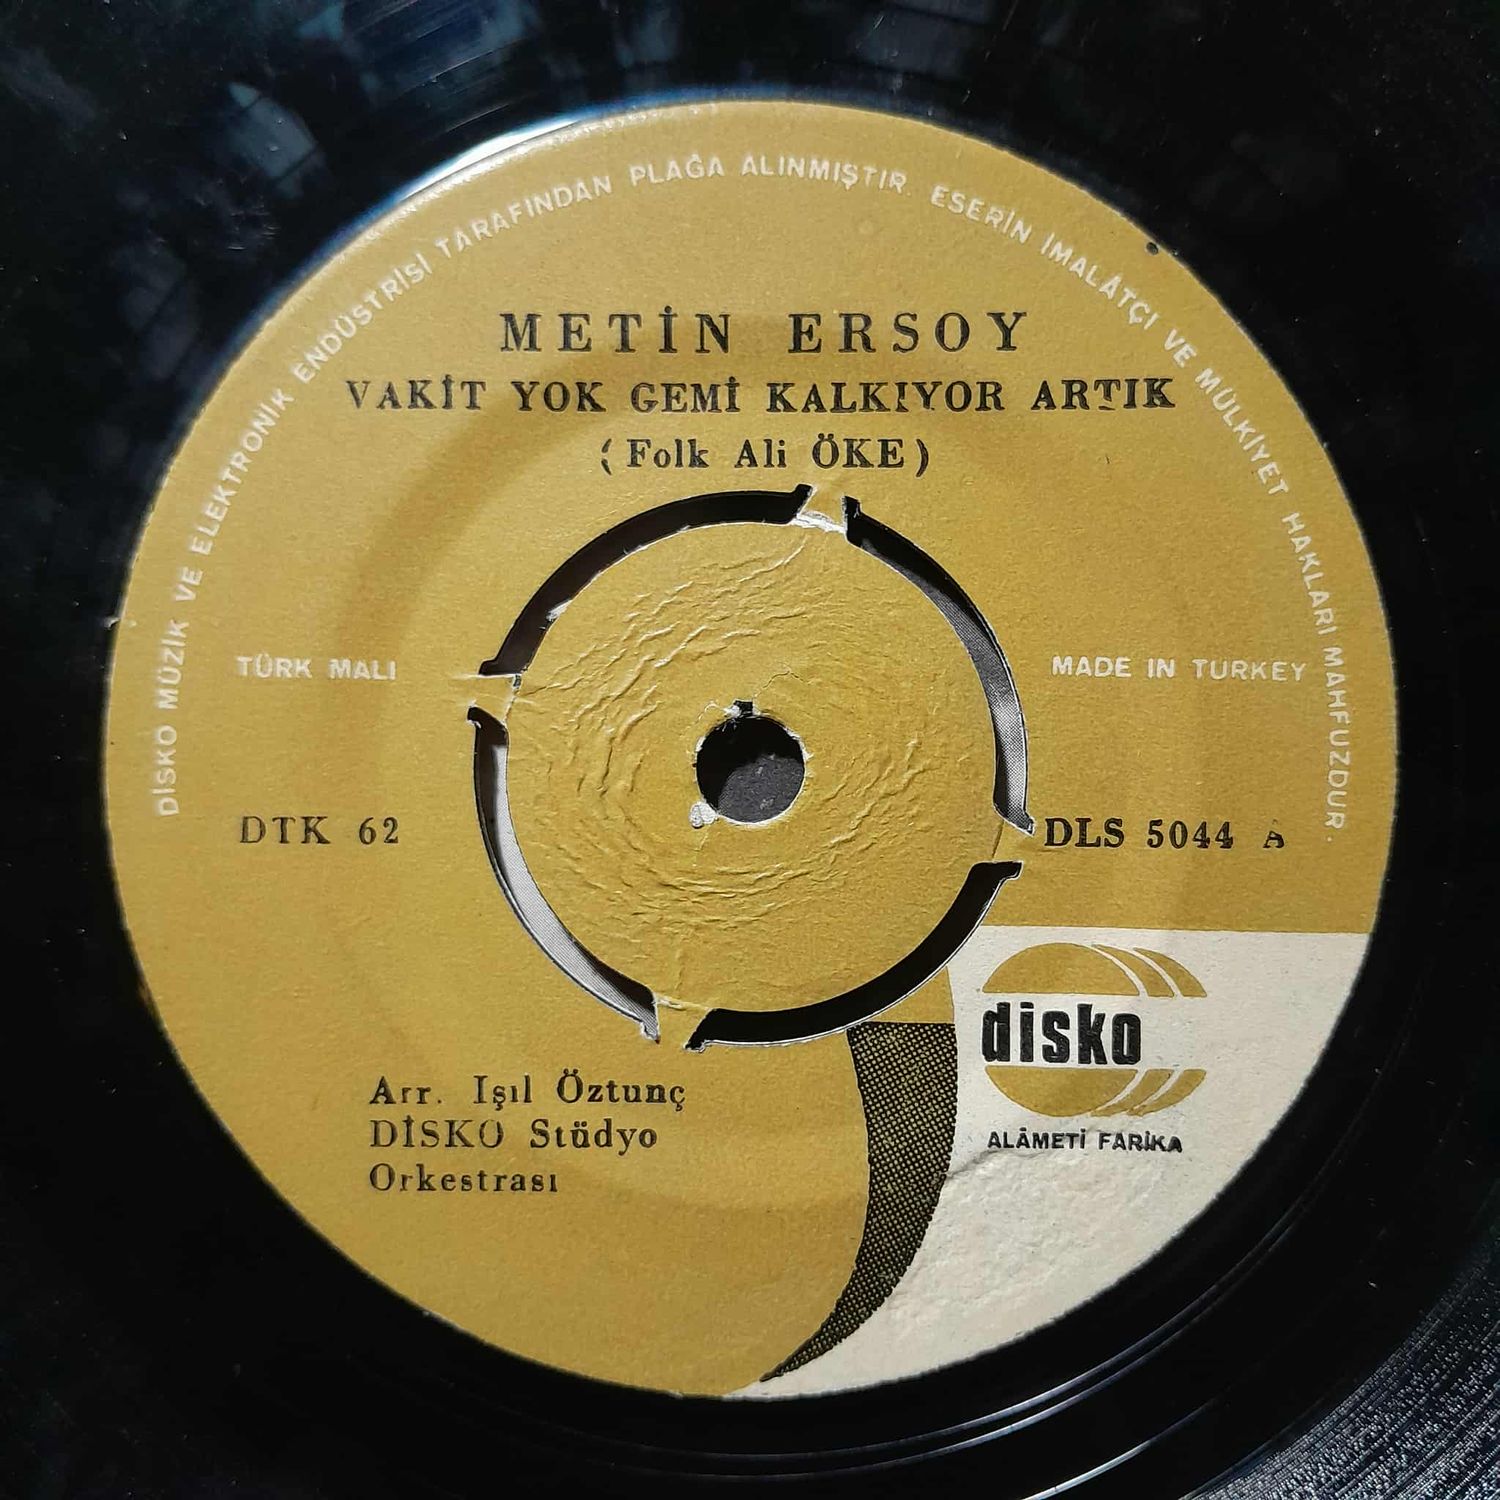 DİSKO MÜZİK VE ELEKTRONİK ENDÜSTRİSİ TARAFINDAN PLAĞA ALINMIŞTIR. ESERİN İMALÂTÇI VE MÜLKİYET HAKLARI MAHFUZDUR.
METİN ERSOY
VAKİT YOK GEMİ KALKIYOR ARTIK
(Folk Ali ÖKE)
TÜRK MALI
MADE IN TURKEY
DTK 62
DLS 5044 A
disko
ALÂMETİ FARİKA
Arr. Işıl Öztunç
DİSKO Stüdyo
Orkestrası